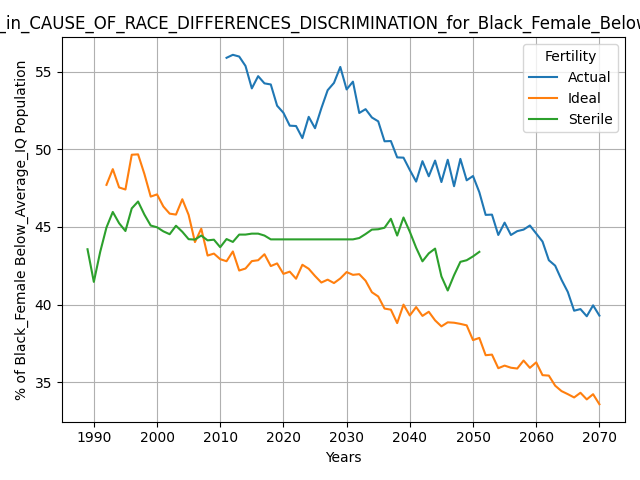 _in_CAUSE_OF_RACE_DIFFERENCES_DISCRIMINATION_for_Black_Female_Below
Fertility
Actual
Ideal
Sterile
% of Black_Female Below_Average_IQ Population
55
50
45
40
35
1990 2000 2010 2020 2030 2040 2050 2060 2070
Years